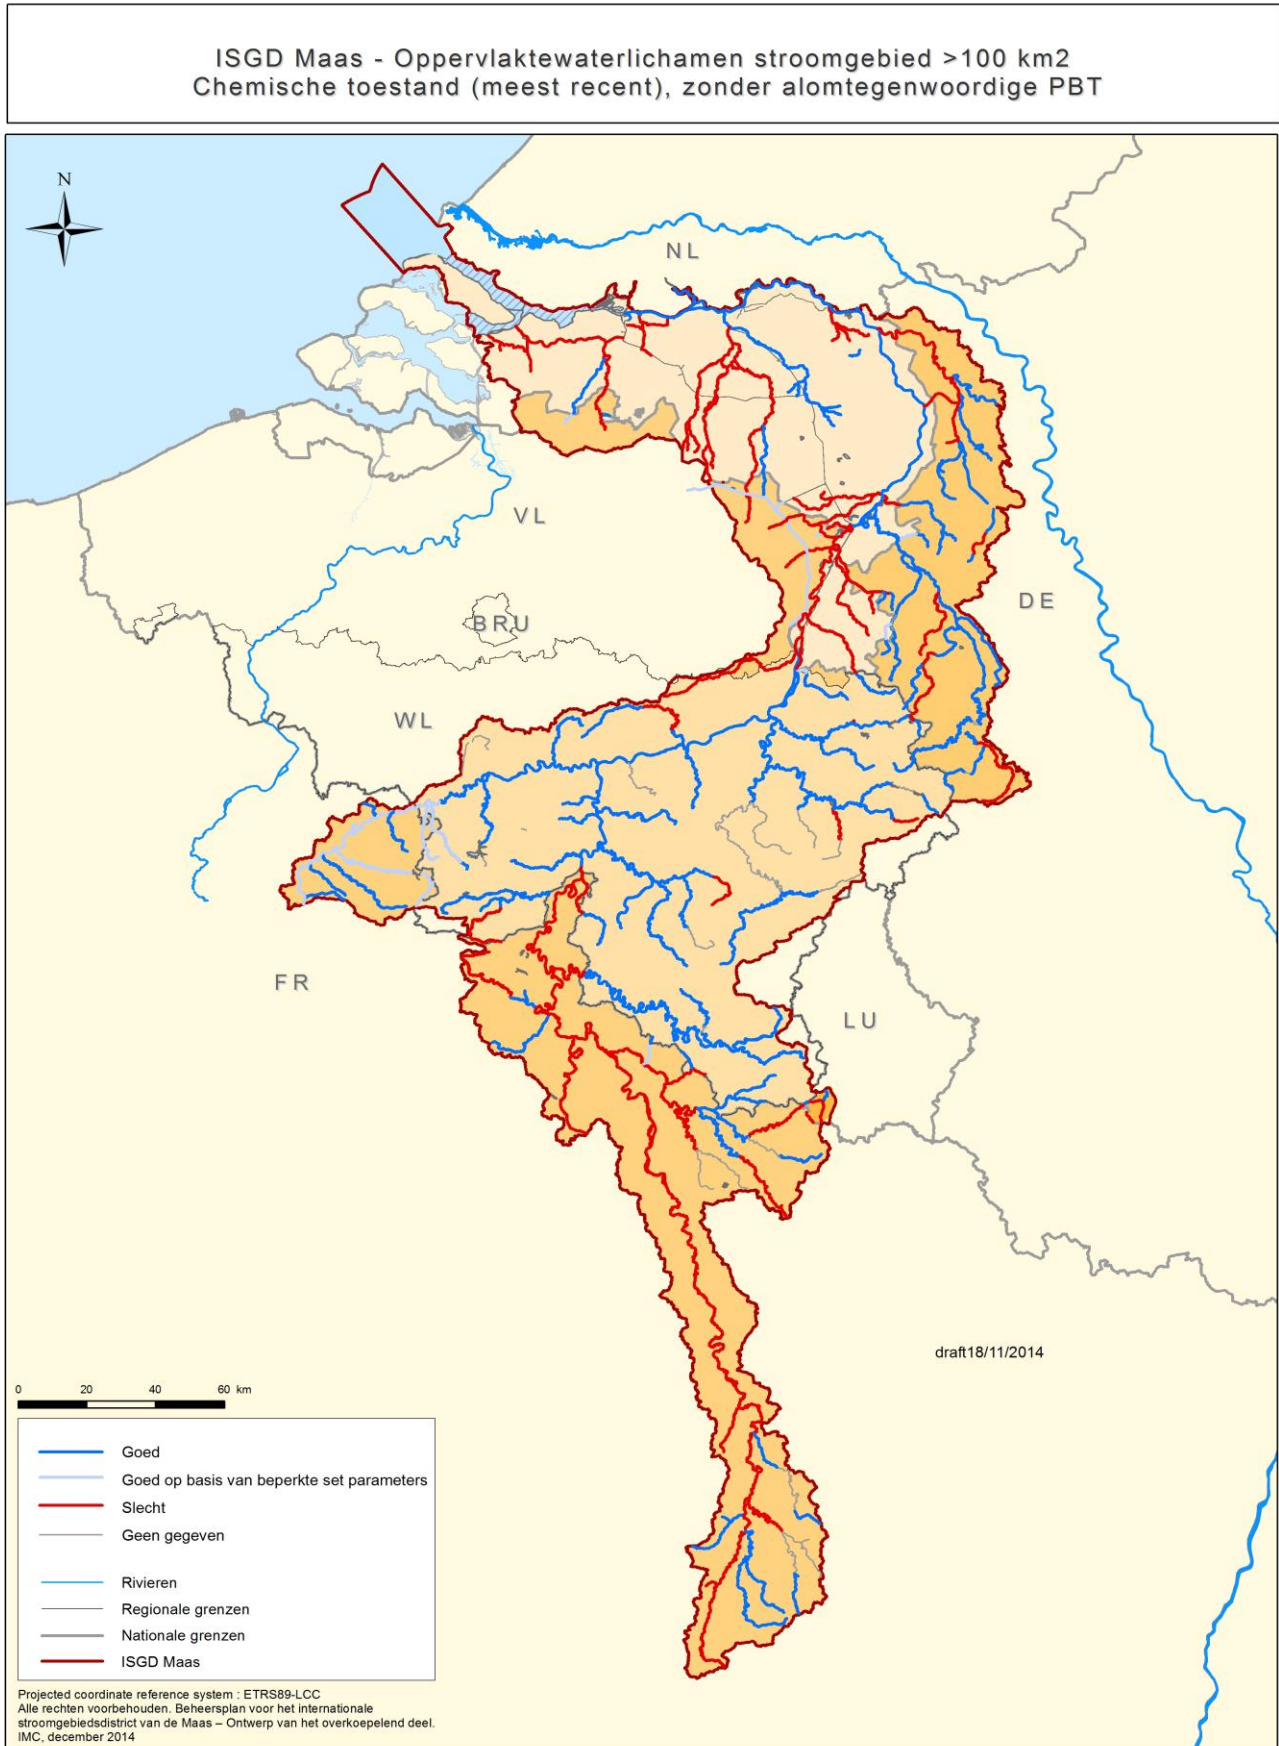 ISGD Maas - Oppervlaktewaterlichamen stroomgebied >100 km2
Chemische toestand (meest recent), zonder alomtegenwoordige PBT
N
NL
VL
DE
BRU
WL
FR
LU
draft18/11/2014
0 20 40 60 km
Goed
Goed op basis van beperkte set parameters
Slecht
Geen gegeven
Rivieren
Regionale grenzen
Nationale grenzen
ISGD Maas
Projected coordinate reference system : ETRS89-LCC
Alle rechten voorbehouden. Beheersplan voor het internationale
stroomgebiedsdistrict van de Maas – Ontwerp van het overkoepelend deel.
IMC, december 2014